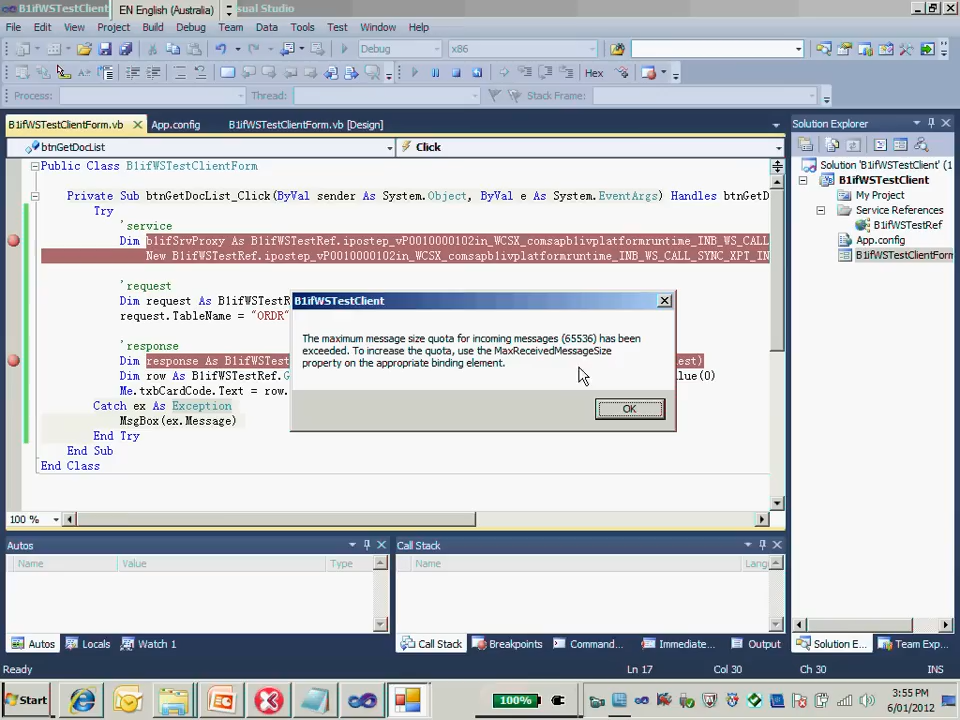 B1ifWSTestClient
EN English (Australia)
sual Studio
File Edit View Project Build Debug Team Data Tools Test Window Help
Debug x86
Hex
Process: Thread: Stack Frame:
B1ifWSTestClientForm.vb App.config B1ifWSTestClientForm.vb [Design]
btnGetDocList Click
Public Class B1ifWSTestClientForm
Private Sub btnGetDocList_Click(ByVal sender As System.Object, ByVal e As System.EventArgs) Handles btnGetD
Try
'service
Dim b1ifSrvProxy As B1ifWSTestRef.ipostep_vP0010000102in_WCSX_comsapb1ivplatformruntime_INB_WS_CALL
New B1ifWSTestRef.ipostep_vP0010000102in_WCSX_comsapb1ivplatformruntime_INB_WS_CALL_SYNC_XPT_IN
'request
Dim request As B1ifWSTestR
request.TableName = "ORDR"
'response
Dim response As B1ifWSTest est)
Dim row As B1ifWSTestRef.G lue(0)
Me.txbCardCode.Text = row.
Catch ex As Exception
MsgBox(ex.Message)
End Try
End Sub
End Class
B1ifWSTestClient
The maximum message size quota for incoming messages (65536) has been
exceeded. To increase the quota, use the MaxReceivedMessageSize
property on the appropriate binding element.
OK
100 %
Solution Explorer
Solution 'B1ifWSTestClient' (1
B1ifWSTestClient
My Project
Service References
B1ifWSTestRef
App.config
B1ifWSTestClientForm
Autos
Name Value Type
Call Stack
Name Lang
Autos Locals Watch 1
Call Stack Breakpoints Command... Immediate... Output
Solution E... Team Exp...
Ready Ln 17 Col 30 Ch 30 INS
Start 100% 3:55 PM
6/01/2012